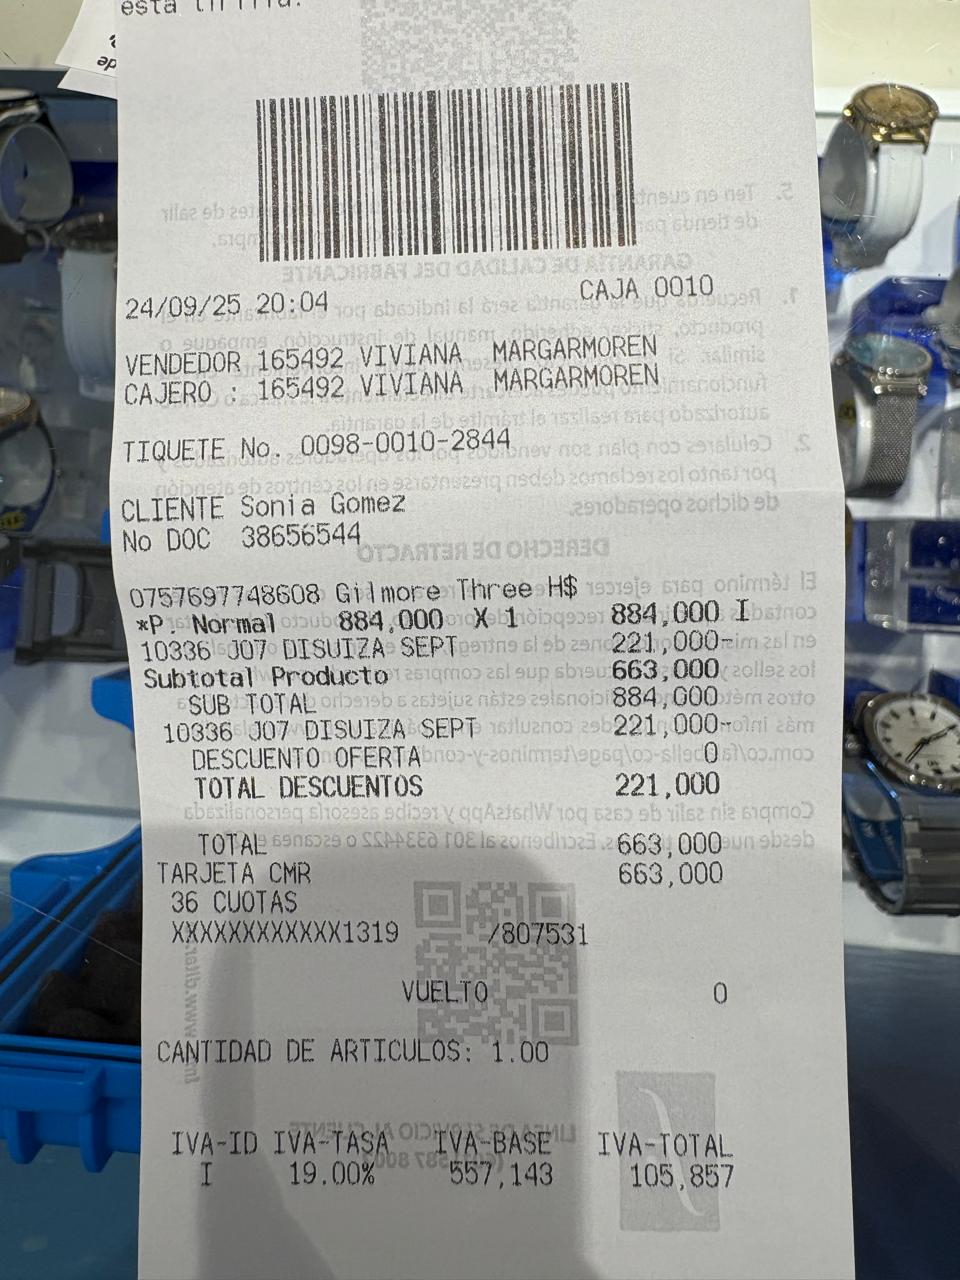 esta tirilla.
24/09/25 20:04 CAJA 0010
VENDEDOR 165492 VIVIANA MARGARMOREN
CAJERO : 165492 VIVIANA MARGARMOREN
TIQUETE No. 0098-0010-2844
CLIENTE Sonia Gomez
No DOC 38656544
0757697748608 Gilmore Three H$
*P. Normal 884,000 X 1 884,000 I
10336 J07 DISUIZA SEPT 221,000-
Subtotal Producto 663,000
SUB TOTAL 884,000
10336 J07 DISUIZA SEPT 221,000-
DESCUENTO OFERTA 0
TOTAL DESCUENTOS 221,000
TOTAL 663,000
TARJETA CMR 663,000
36 CUOTAS
XXXXXXXXXXXX1319 /807531
VUELTO 0
CANTIDAD DE ARTICULOS: 1.00
IVA-ID IVA-TASA IVA-BASE IVA-TOTAL
I 19.00% 557,143 105,857